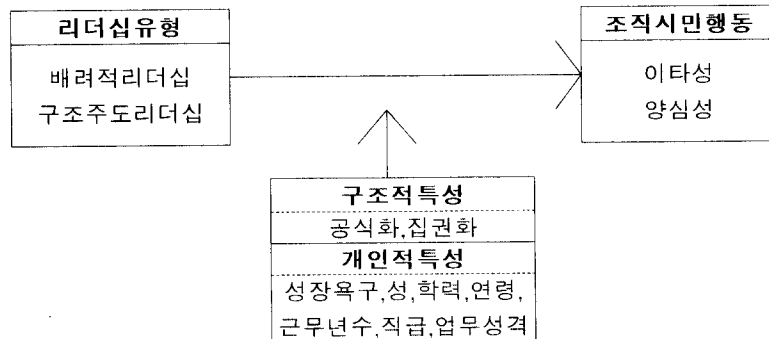 리더십유형
배려적리더십
구조주도리더십
조직시민행동
이타성
양심성
구조적특성
공식화,집권화
개인적특성
성장욕구,성,학력,연령,
근무년수,직급,업무성격